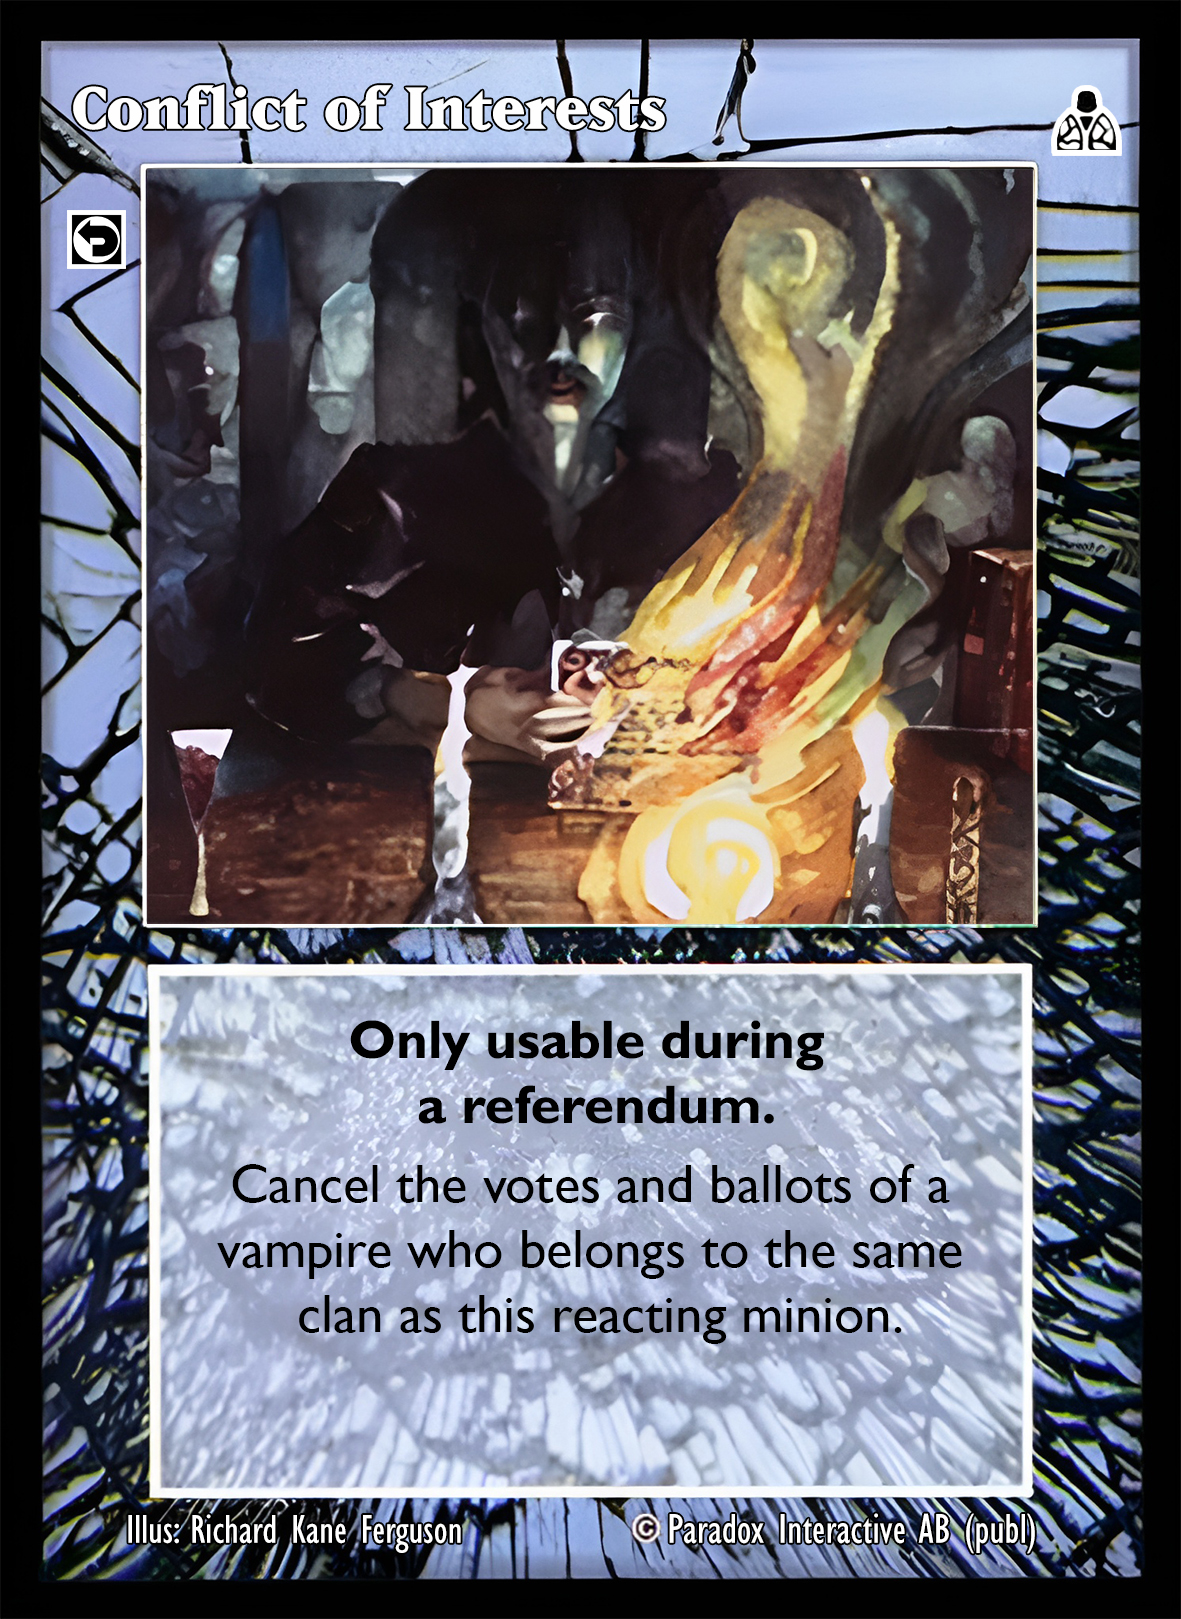 Conflict of Interests
Only usable during
a referendum.
Cancel the votes and ballots of a
vampire who belongs to the same
clan as this reacting minion.
Illus: Richard Kane Ferguson
© Paradox Interactive AB (publ)